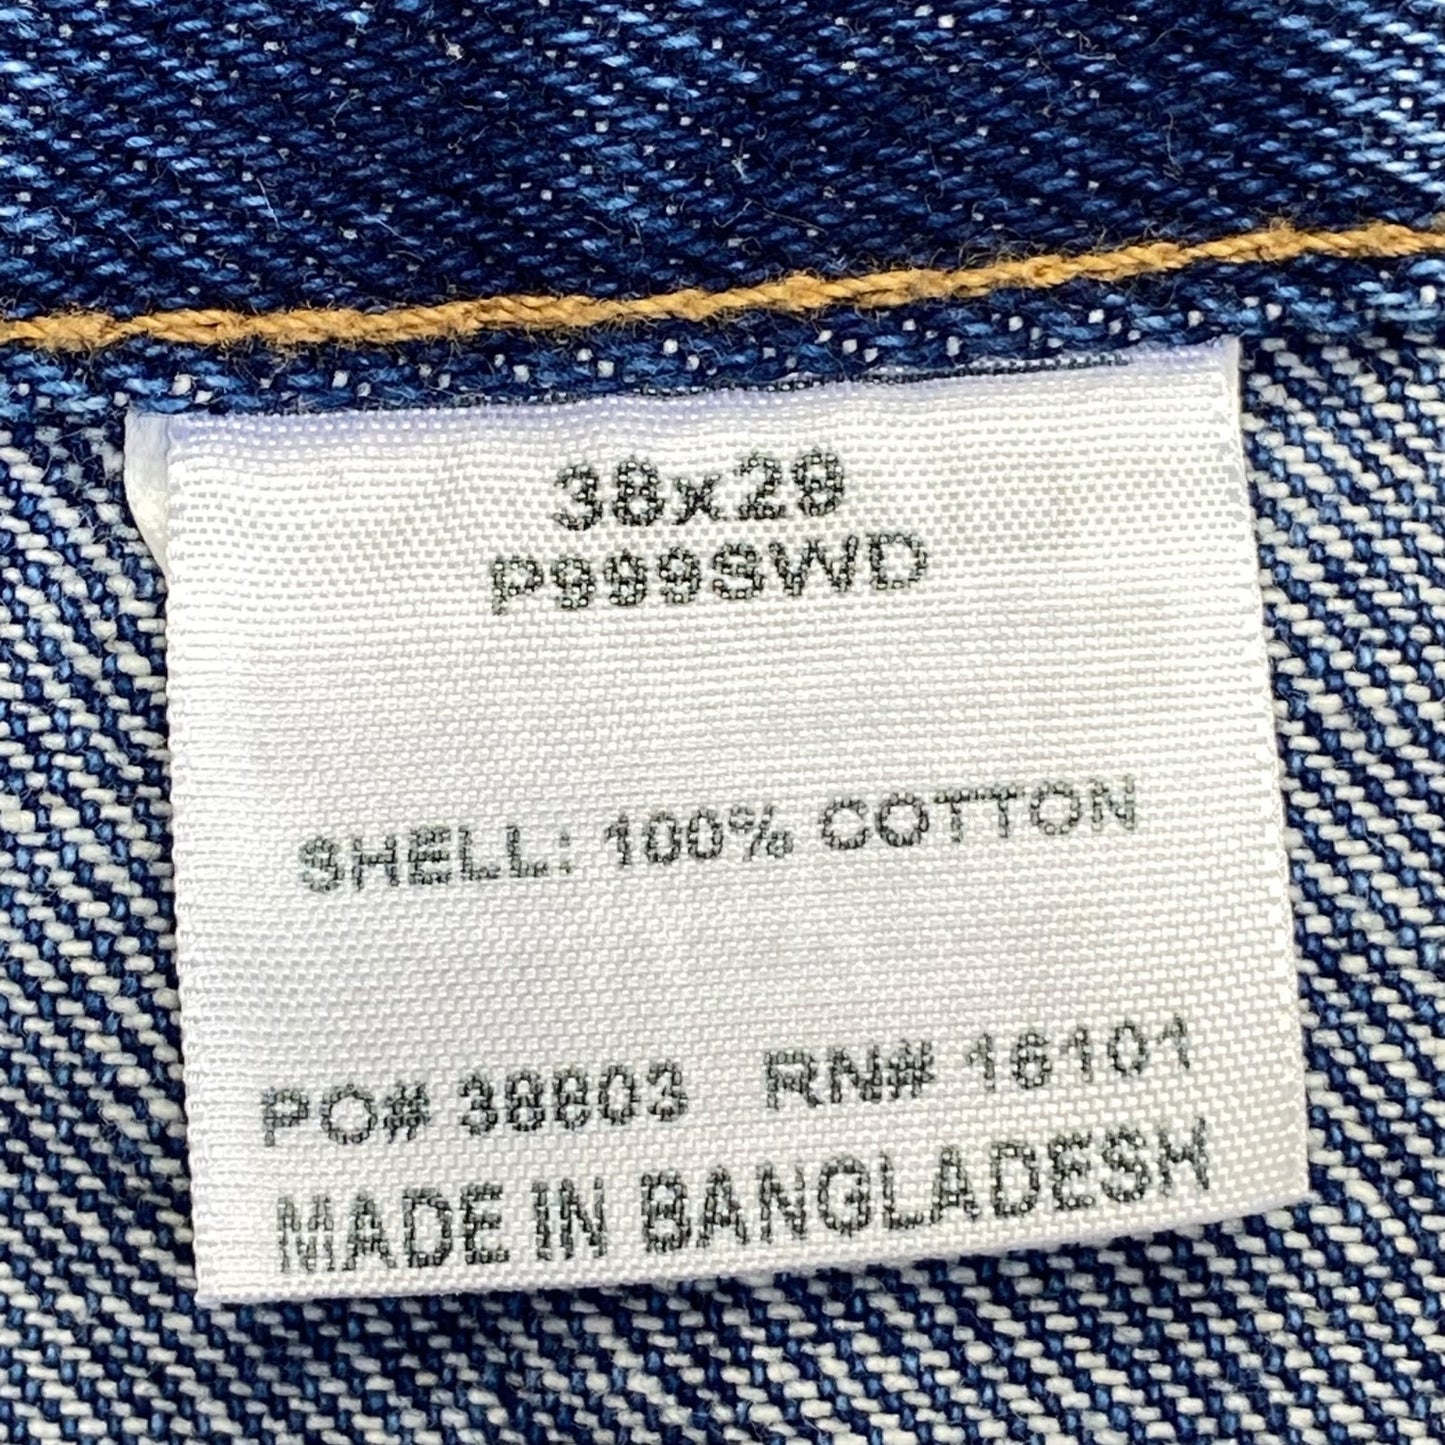 38x29
P999SWD
SHELL: 100% COTTON
PO# 38803 RN# 16101
MADE IN BANGLADESH